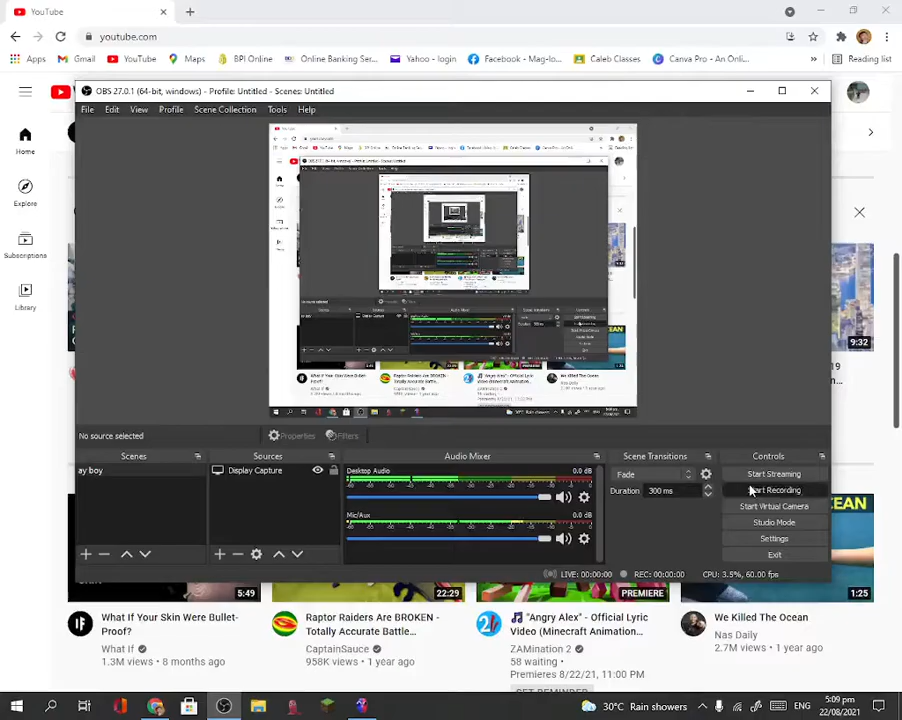 YouTube
youtube.com
Apps
Gmail
YouTube
Maps
BPI Online
Online Banking Ser...
Yahoo - login
Facebook - Mag-lo...
Caleb Classes
Canva Pro - An Onli...
»
Reading list
OBS 27.0.1 (64-bit, windows) - Profile: Untitled - Scenes: Untitled
File Edit View Profile Scene Collection Tools Help
Home
Explore
Subscriptions
Library
9:32
No source selected
Properties
Filters
Scenes
Sources
Audio Mixer
Scene Transitions
Controls
ay boy
Display Capture
Desktop Audio
0.0 dB
Mic/Aux
0.0 dB
Fade
Duration 300 ms
Start Streaming
Start Recording
Start Virtual Camera
Studio Mode
Settings
Exit
LIVE: 00:00:00
REC: 00:00:00
CPU: 3.5%, 60.00 fps
5:49
22:29
PREMIERE
1:25
What If Your Skin Were Bullet-
Proof?
What If
1.3M views • 8 months ago
Raptor Raiders Are BROKEN -
Totally Accurate Battle...
CaptainSauce
958K views • 1 year ago
"Angry Alex" - Official Lyric
Video (Minecraft Animation...
ZAMination 2
58 waiting •
Premieres 8/22/21, 11:00 PM
SET REMINDER
We Killed The Ocean
Nas Daily
2.7M views • 1 year ago
30°C Rain showers
ENG
5:09 pm
22/08/2021